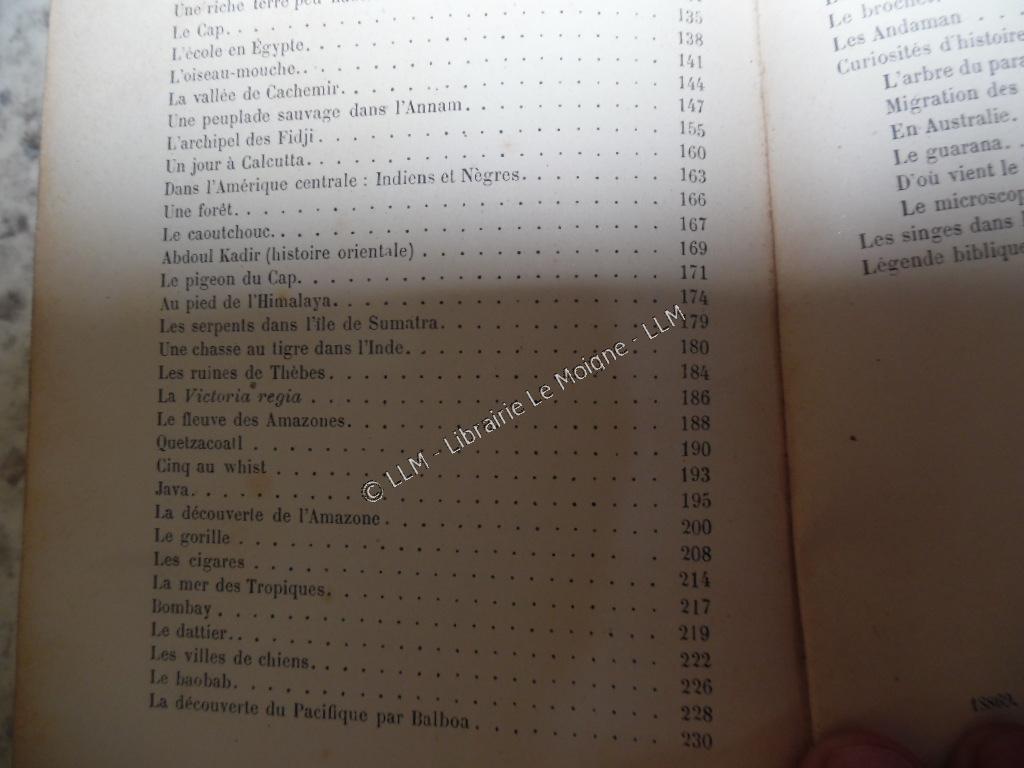 Une riche terre peu
Le Cap. . . . . . . . . . 135
L'école en Égypte. . . . . . . . . . 138
L'oiseau-mouche. . . . . . . . . . 141
La vallée de Cachemir. . . . . . . . . . 144
Une peuplade sauvage dans l'Annam. . . . . . . . . . 147
L'archipel des Fidji . . . . . . . . . . 155
Un jour à Calcutta. . . . . . . . . . 160
Dans l'Amérique centrale : Indiens et Nègres. . . . . . . . 163
Une forêt. . . . . . . . . . 166
Le caoutchouc. . . . . . . . . . 167
Abdoul Kadir (histoire orientale) . . . . . . . . . . 169
Le pigeon du Cap. . . . . . . . . . 171
Au pied de l'Himalaya. . . . . . . . . . 174
Les serpents dans l'île de Sumatra. . . . . . . . . . 179
Une chasse au tigre dans l'Inde. . . . . . . . . . 180
Les ruines de Thèbes. . . . . . . . . . 184
La Victoria regia . . . . . . . . . . 186
Le fleuve des Amazones. . . . . . . . . . 188
Quetzacoatl . . . . . . . . . . 190
Cinq au whist . . . . . . . . . . 193
Java. . . . . . . . . . 195
La découverte de l'Amazone . . . . . . . . . . 200
Le gorille . . . . . . . . . . 208
Les cigares . . . . . . . . . . 214
La mer des Tropiques. . . . . . . . . . 217
Bombay . . . . . . . . . . 219
Le dattier. . . . . . . . . . 222
Les villes de chiens. . . . . . . . . . 226
Le baobab. . . . . . . . . . 228
La découverte du Pacifique par Balboa . . . . . . . . . . 230
Le brochet,
Les Andaman . . .
Curiosités d'histoire
L'arbre du para
Migration des
En Australie.
Le guarana. .
D'où vient le
Le microscop
Les singes dans l
Légende biblique
© LLM - Librairie Le Moigne - LLM